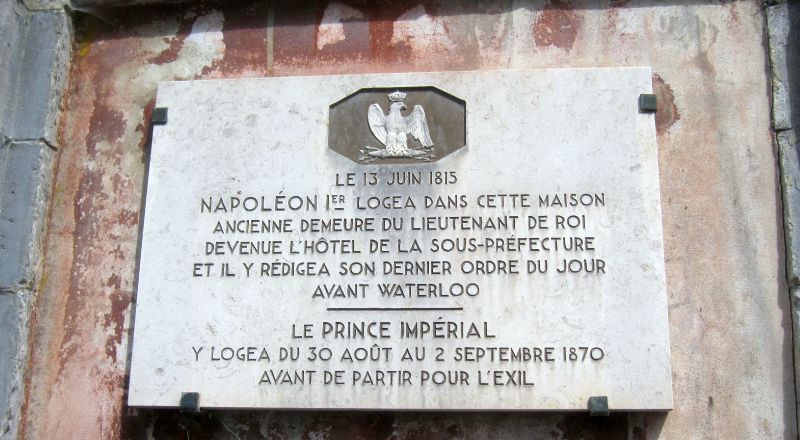 LE 13 JUIN 1815
NAPOLÉON IER LOGEA DANS CETTE MAISON
ANCIENNE DEMEURE DU LIEUTENANT DE ROI
DEVENUE L'HÔTEL DE LA SOUS-PRÉFECTURE
ET IL Y RÉDIGEA SON DERNIER ORDRE DU JOUR
AVANT WATERLOO
LE PRINCE IMPÉRIAL
Y LOGEA DU 30 AOÛT AU 2 SEPTEMBRE 1870
AVANT DE PARTIR POUR L'EXIL